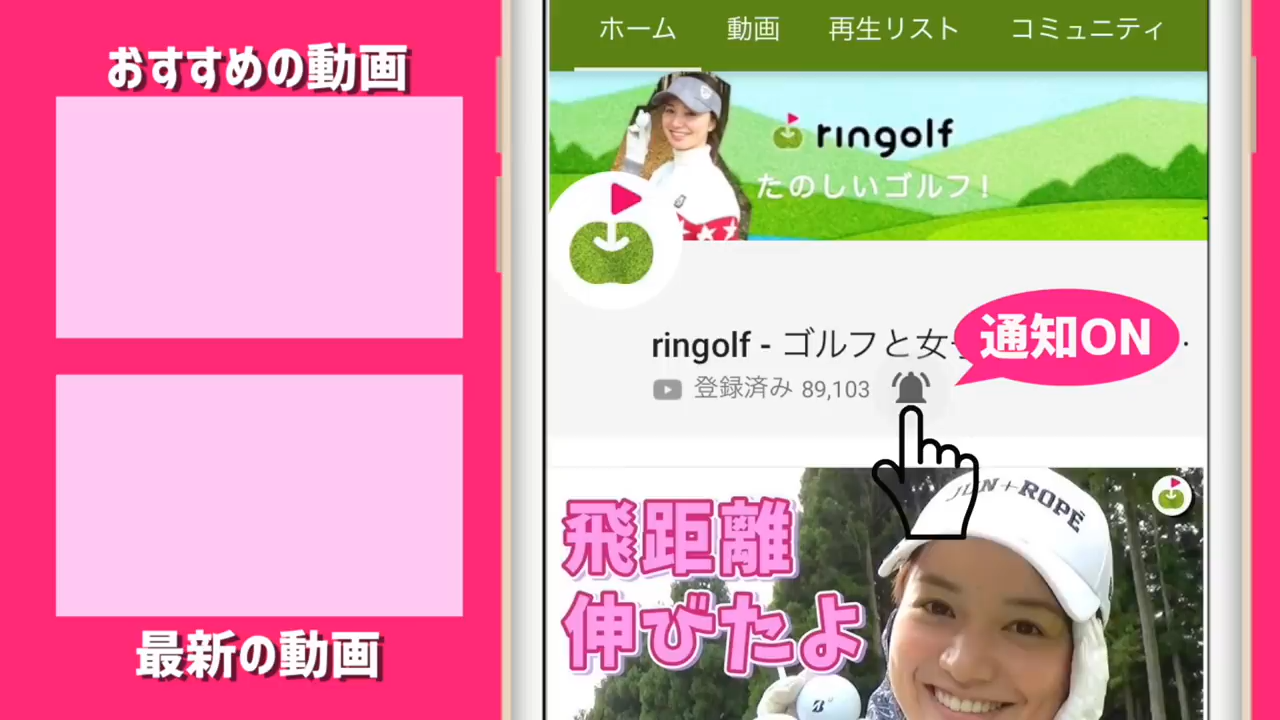 おすすめの動画
最新の動画
ホーム 動画 再生リスト コミュニティ
ringolf
たのしいゴルフ！
通知ON
ringolf - ゴルフと女
登録済み 89,103
JUN+ROPÉ
飛距離
伸びたよ